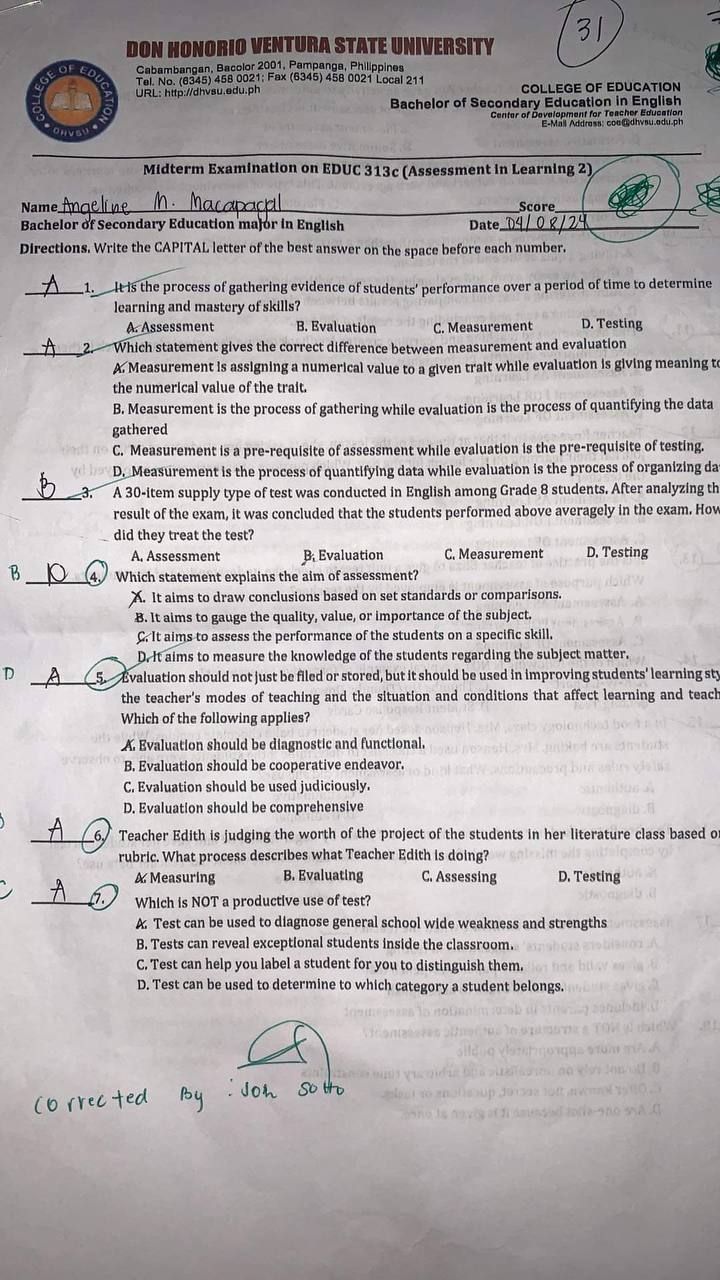 31
DON HONORIO VENTURA STATE UNIVERSITY
Cabambangan, Bacolor 2001, Pampanga, Philippines
Tel. No. (6345) 458 0021; Fax (6345) 458 0021 Local 211
URL: http://dhvsu.edu.ph
COLLEGE OF EDUCATION
DHVSU
COLLEGE OF EDUCATION
Bachelor of Secondary Education in English
Center of Development for Teacher Education
E-Mail Address: coe@dhvsu.edu.ph
Midterm Examination on EDUC 313c (Assessment in Learning 2)
Name Angeline M. Macapagal Score
Bachelor of Secondary Education major in English Date 04/08/24
Directions. Write the CAPITAL letter of the best answer on the space before each number.
A 1. It is the process of gathering evidence of students' performance over a period of time to determine
learning and mastery of skills?
A. Assessment B. Evaluation C. Measurement D. Testing
A 2. Which statement gives the correct difference between measurement and evaluation
A. Measurement is assigning a numerical value to a given trait while evaluation is giving meaning to
the numerical value of the trait.
B. Measurement is the process of gathering while evaluation is the process of quantifying the data
gathered
C. Measurement is a pre-requisite of assessment while evaluation is the pre-requisite of testing.
D. Measurement is the process of quantifying data while evaluation is the process of organizing da
B 3. A 30-item supply type of test was conducted in English among Grade 8 students. After analyzing th
result of the exam, it was concluded that the students performed above averagely in the exam. How
did they treat the test?
A. Assessment B. Evaluation C. Measurement D. Testing
B D 4. Which statement explains the aim of assessment?
A. It aims to draw conclusions based on set standards or comparisons.
B. It aims to gauge the quality, value, or importance of the subject.
C. It aims to assess the performance of the students on a specific skill.
D. It aims to measure the knowledge of the students regarding the subject matter.
D A 5. Evaluation should not just be filed or stored, but it should be used in improving students' learning sty
the teacher's modes of teaching and the situation and conditions that affect learning and teach
Which of the following applies?
A. Evaluation should be diagnostic and functional.
B. Evaluation should be cooperative endeavor.
C. Evaluation should be used judiciously.
D. Evaluation should be comprehensive
A 6. Teacher Edith is judging the worth of the project of the students in her literature class based o
rubric. What process describes what Teacher Edith is doing?
A. Measuring B. Evaluating C. Assessing D. Testing
C A 7. Which is NOT a productive use of test?
A. Test can be used to diagnose general school wide weakness and strengths
B. Tests can reveal exceptional students inside the classroom.
C. Test can help you label a student for you to distinguish them.
D. Test can be used to determine to which category a student belongs.
Corrected By : Joh Sotto